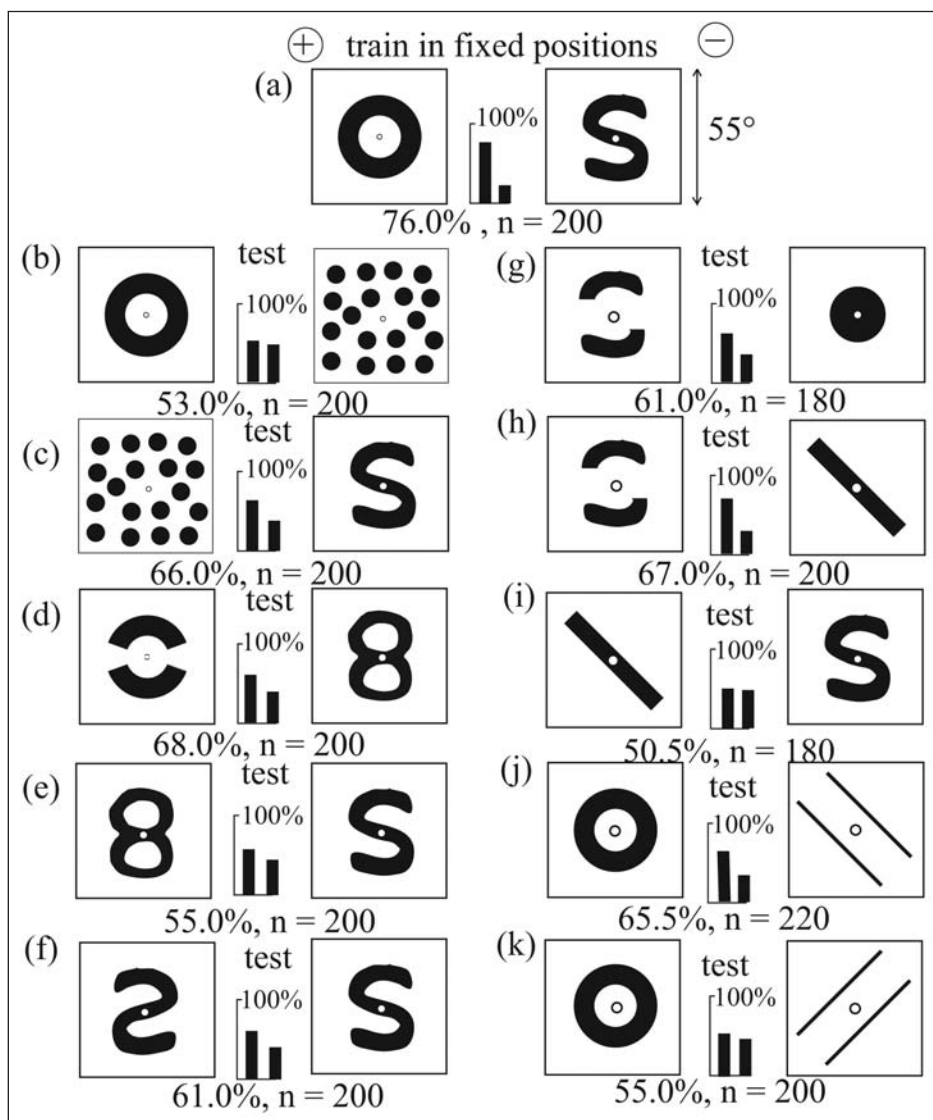 + train in fixed positions −
(a)
100%
55°
76.0% , n = 200
(b) test
100%
53.0%, n = 200
(c) test
100%
66.0%, n = 200
(d) test
100%
68.0%, n = 200
(e) test
100%
55.0%, n = 200
(f) test
100%
61.0%, n = 200
(g) test
100%
61.0%, n = 180
(h) test
100%
67.0%, n = 200
(i) test
100%
50.5%, n = 180
(j) test
100%
65.5%, n = 220
(k) test
100%
55.0%, n = 200